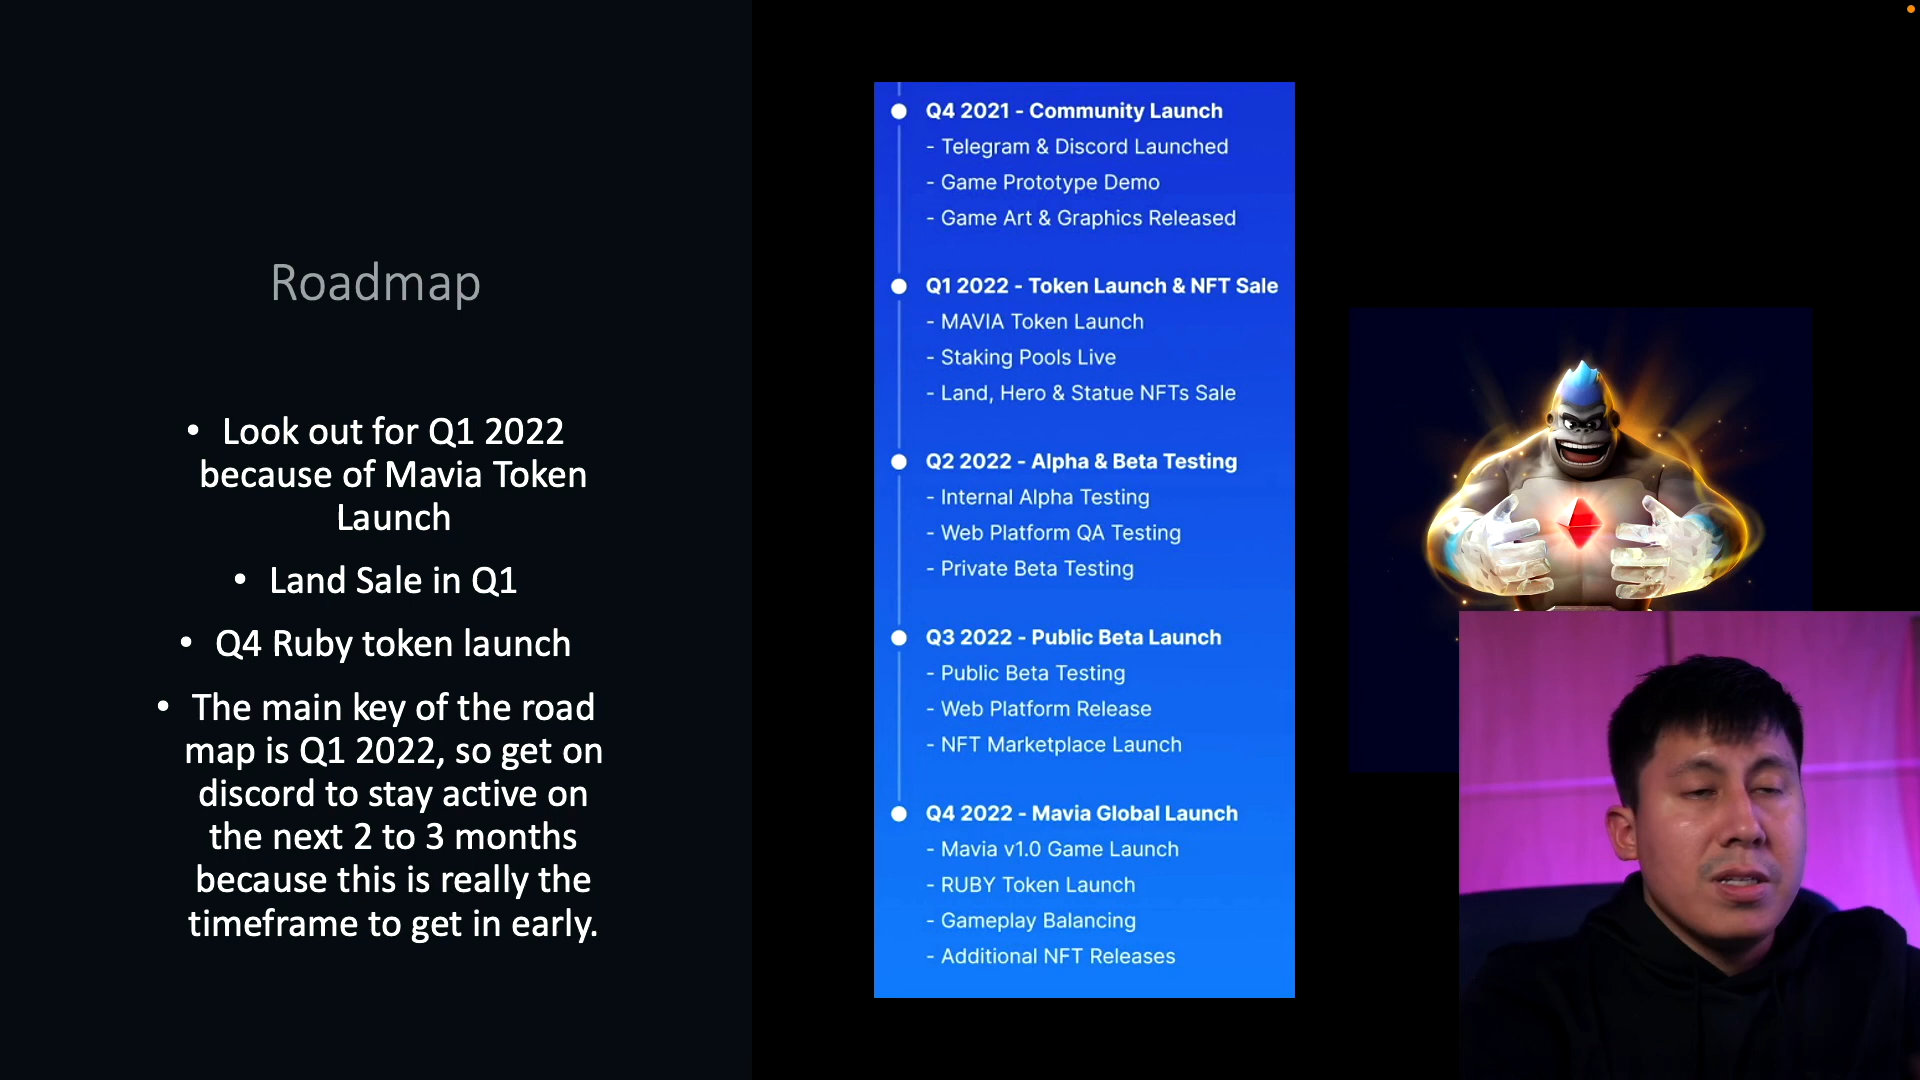 Roadmap
• Look out for Q1 2022
because of Mavia Token
Launch
• Land Sale in Q1
• Q4 Ruby token launch
• The main key of the road
map is Q1 2022, so get on
discord to stay active on
the next 2 to 3 months
because this is really the
timeframe to get in early.
Q4 2021 - Community Launch
- Telegram & Discord Launched
- Game Prototype Demo
- Game Art & Graphics Released
Q1 2022 - Token Launch & NFT Sale
- MAVIA Token Launch
- Staking Pools Live
- Land, Hero & Statue NFTs Sale
Q2 2022 - Alpha & Beta Testing
- Internal Alpha Testing
- Web Platform QA Testing
- Private Beta Testing
Q3 2022 - Public Beta Launch
- Public Beta Testing
- Web Platform Release
- NFT Marketplace Launch
Q4 2022 - Mavia Global Launch
- Mavia v1.0 Game Launch
- RUBY Token Launch
- Gameplay Balancing
- Additional NFT Releases